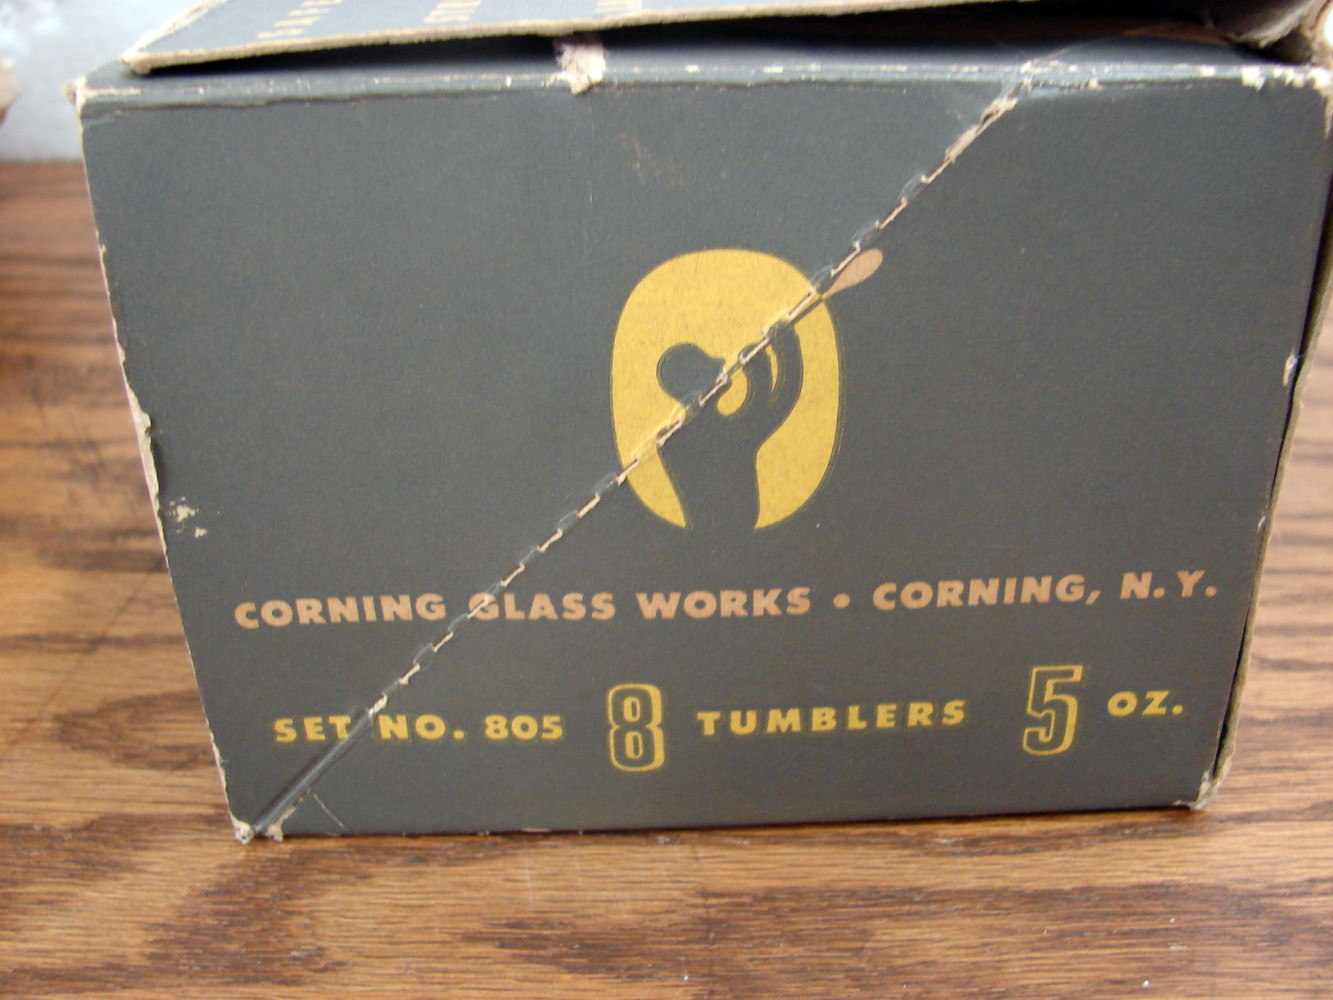 CORNING GLASS WORKS • CORNING, N.Y.
SET NO. 805 8 TUMBLERS 5 OZ.